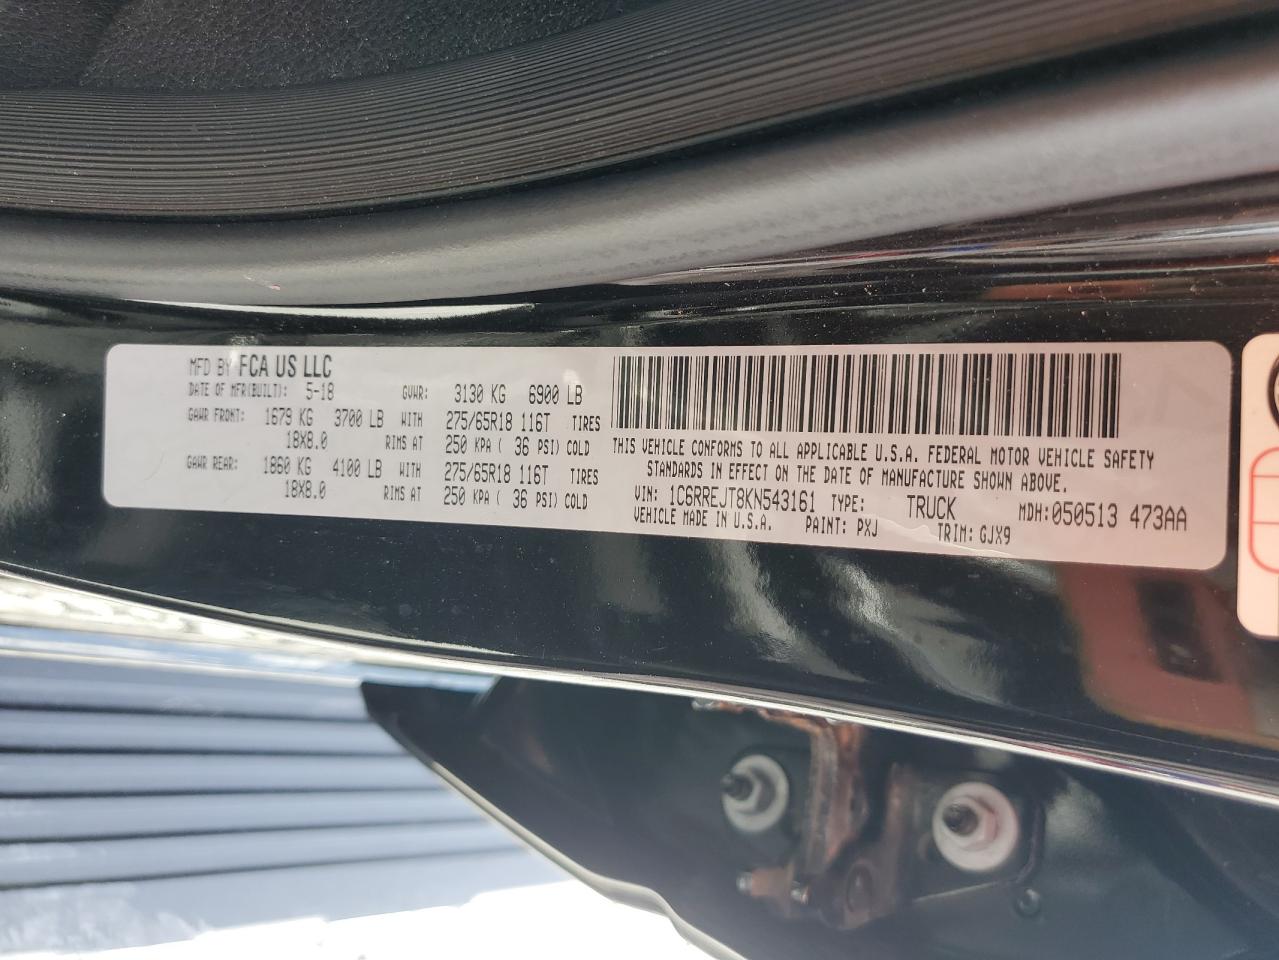 MFD BY FCA US LLC
DATE OF MFR(BUILT): 5-18 GVWR: 3130 KG 6900 LB
GAWR FRONT: 1679 KG 3700 LB WITH 275/65R18 116T TIRES
18X8.0 RIMS AT 250 KPA ( 36 PSI) COLD
GAWR REAR: 1860 KG 4100 LB WITH 275/65R18 116T TIRES
18X8.0 RIMS AT 250 KPA ( 36 PSI) COLD
THIS VEHICLE CONFORMS TO ALL APPLICABLE U.S.A. FEDERAL MOTOR VEHICLE SAFETY
STANDARDS IN EFFECT ON THE DATE OF MANUFACTURE SHOWN ABOVE.
VIN: 1C6RREJT8KN543161 TYPE: TRUCK MDH:050513 473AA
VEHICLE MADE IN U.S.A. PAINT: PXJ TRIM: GJX9